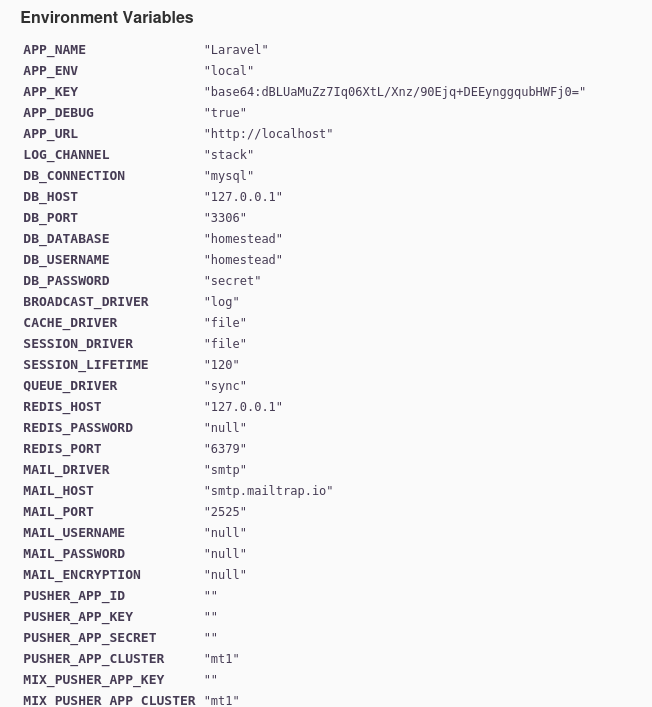 Environment Variables
APP_NAME "Laravel"
APP_ENV "local"
APP_KEY "base64:dBLUaMuZz7Iq06XtL/Xnz/90Ejq+DEEynggqubHWFj0="
APP_DEBUG "true"
APP_URL "http://localhost"
LOG_CHANNEL "stack"
DB_CONNECTION "mysql"
DB_HOST "127.0.0.1"
DB_PORT "3306"
DB_DATABASE "homestead"
DB_USERNAME "homestead"
DB_PASSWORD "secret"
BROADCAST_DRIVER "log"
CACHE_DRIVER "file"
SESSION_DRIVER "file"
SESSION_LIFETIME "120"
QUEUE_DRIVER "sync"
REDIS_HOST "127.0.0.1"
REDIS_PASSWORD "null"
REDIS_PORT "6379"
MAIL_DRIVER "smtp"
MAIL_HOST "smtp.mailtrap.io"
MAIL_PORT "2525"
MAIL_USERNAME "null"
MAIL_PASSWORD "null"
MAIL_ENCRYPTION "null"
PUSHER_APP_ID ""
PUSHER_APP_KEY ""
PUSHER_APP_SECRET ""
PUSHER_APP_CLUSTER "mt1"
MIX_PUSHER_APP_KEY ""
MIX_PUSHER_APP_CLUSTER "mt1"